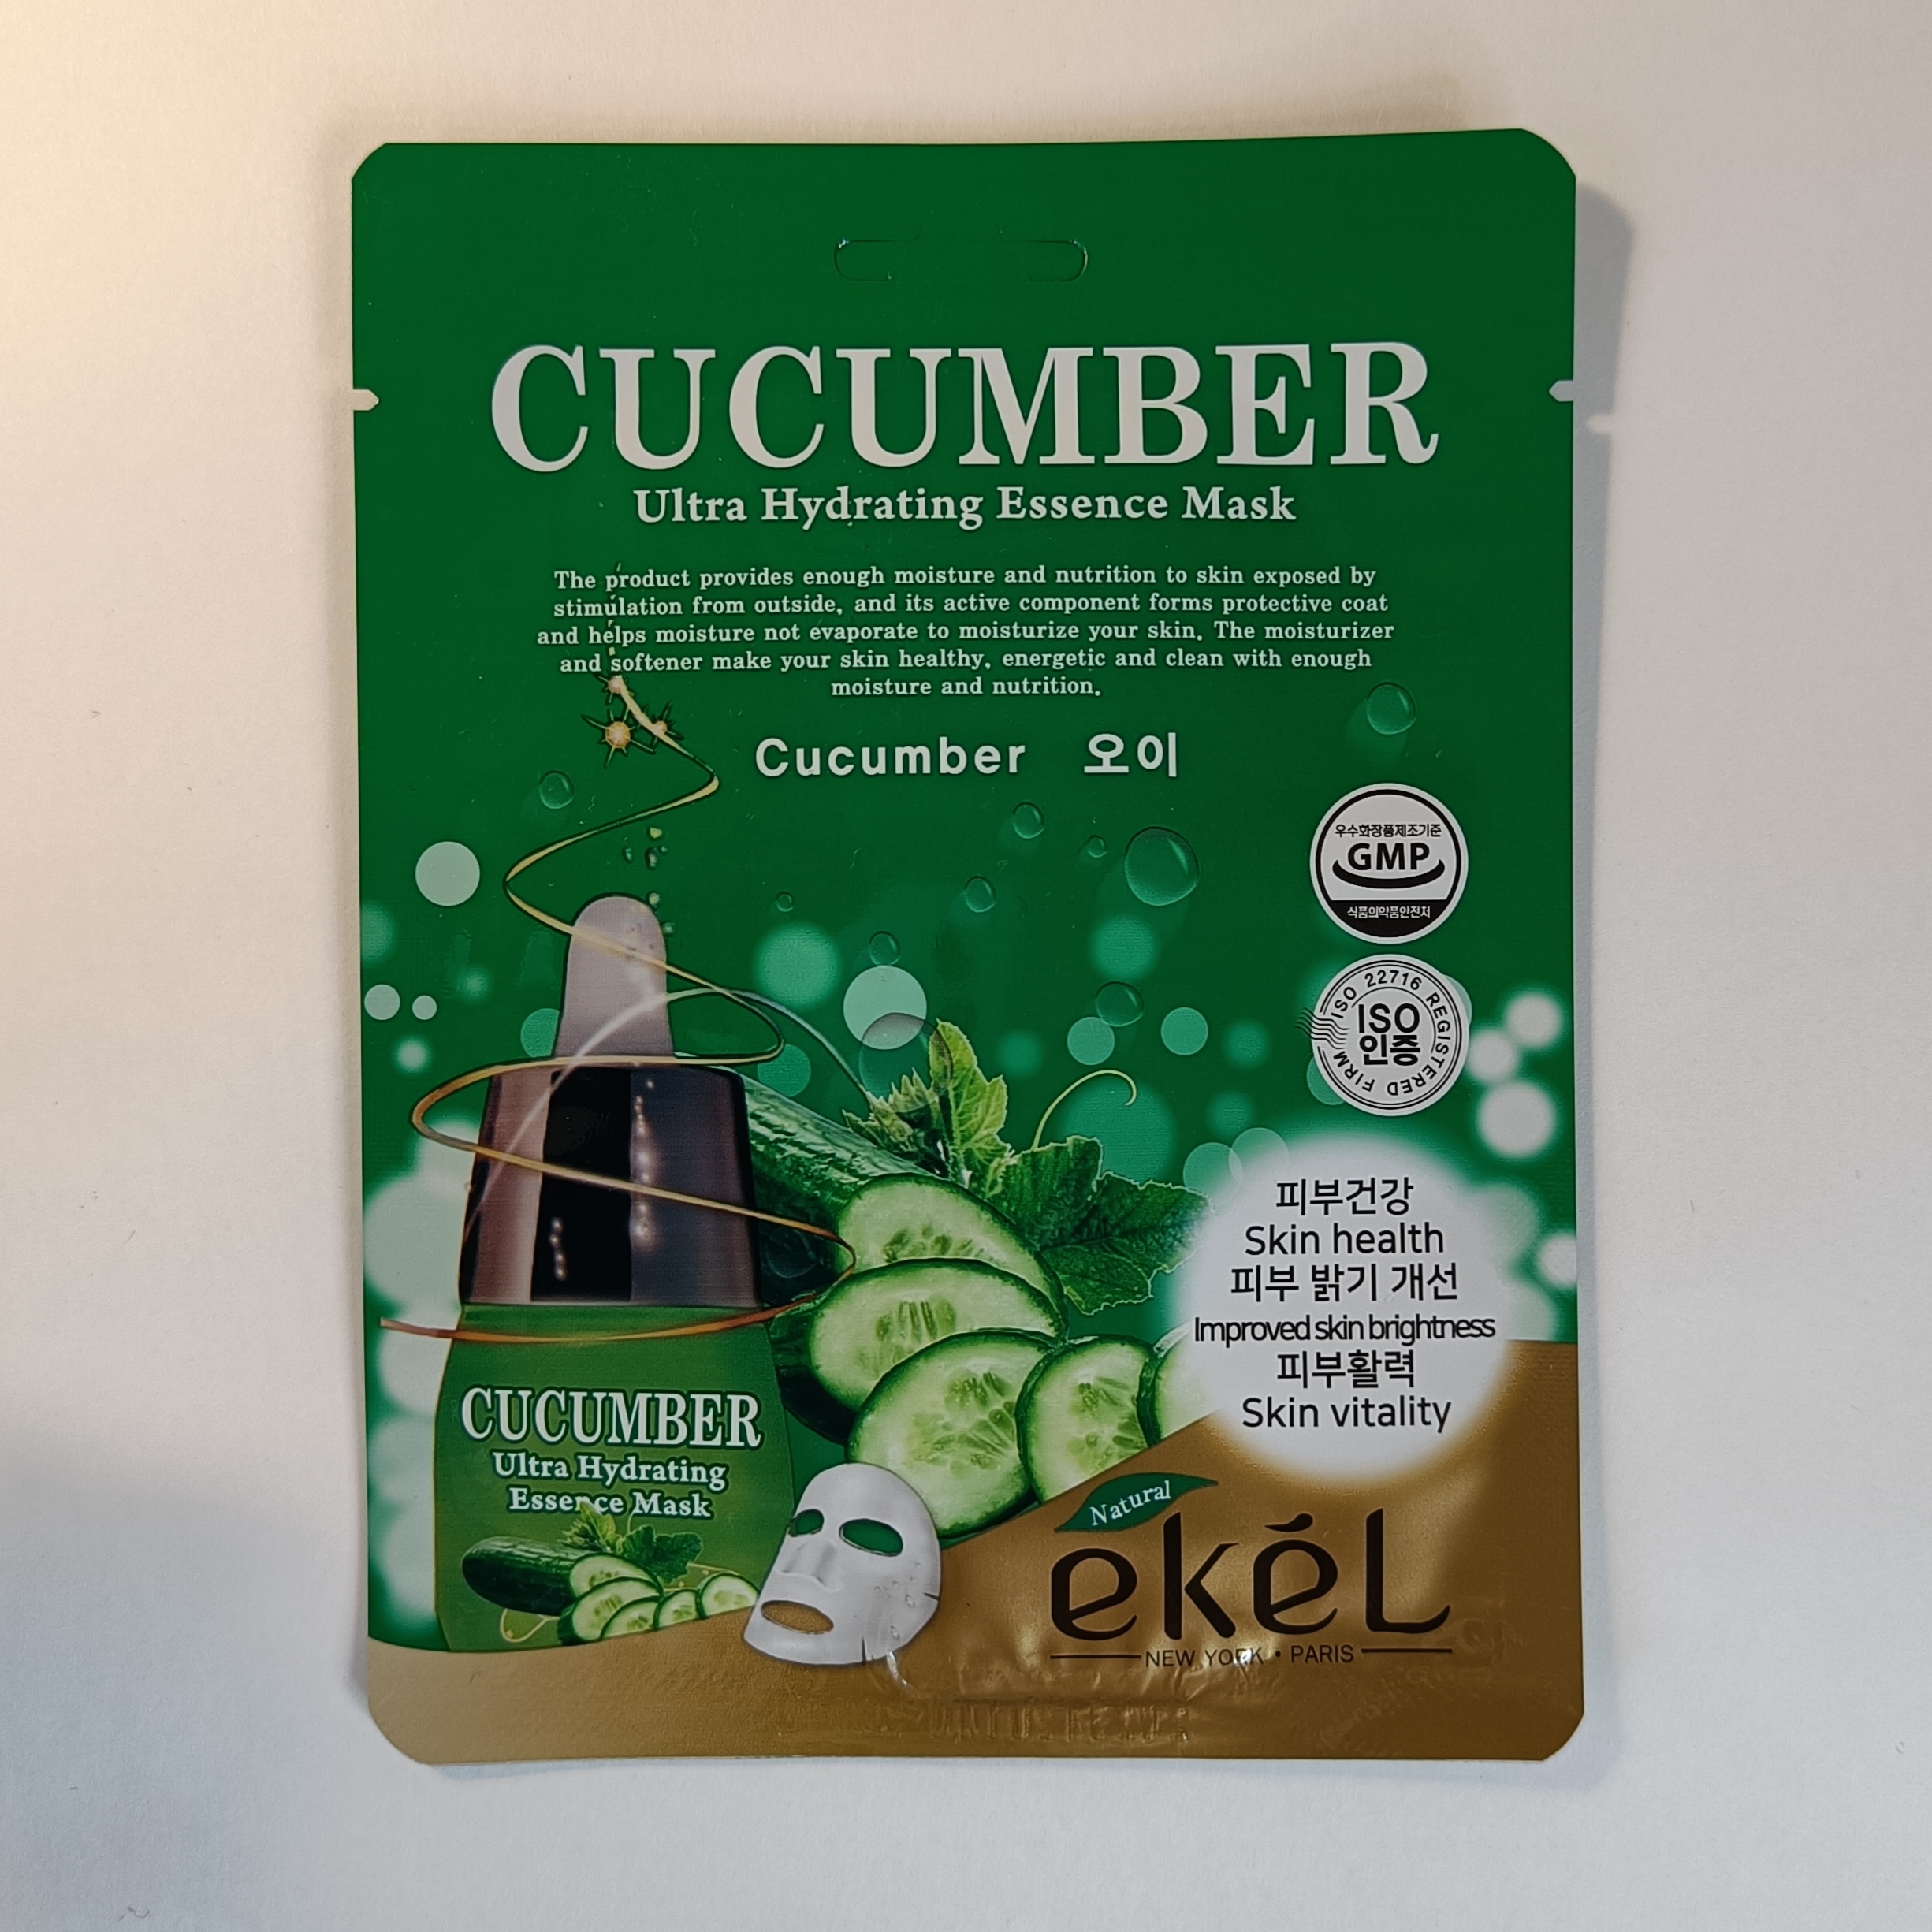 CUCUMBER
Ultra Hydrating Essence Mask
The product provides enough moisture and nutrition to skin exposed by
stimulation from outside, and its active component forms protective coat
and helps moisture not evaporate to moisturize your skin. The moisturizer
and softener make your skin healthy, energetic and clean with enough
moisture and nutrition.
Cucumber 오이
우수화장품제조기준
GMP
식품의약품안전처
ISO 22716 REGISTERED FIRM
ISO
인증
피부건강
Skin health
피부 밝기 개선
Improved skin brightness
피부활력
Skin vitality
CUCUMBER
Ultra Hydrating
Essence Mask
Natural
ekéL
NEW YORK • PARIS